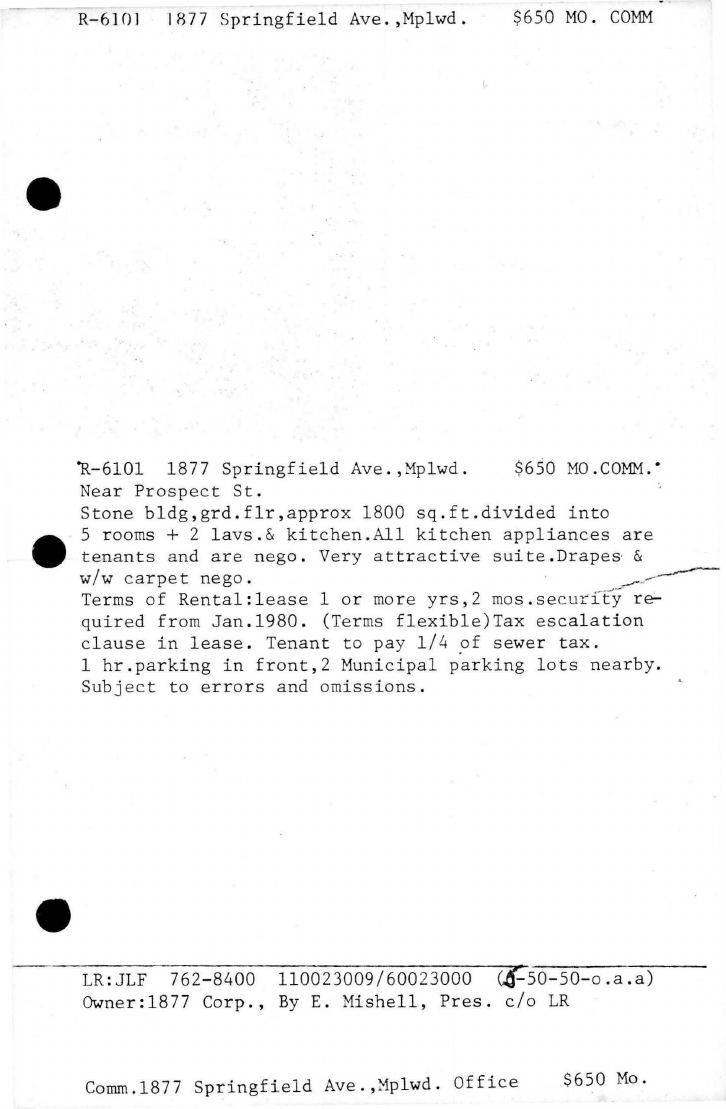 R-6101 1877 Springfield Ave.,Mplwd. $650 MO. COMM
R-6101 1877 Springfield Ave.,Mplwd. $650 MO.COMM.
Near Prospect St.
Stone bldg,grd.flr,approx 1800 sq.ft.divided into
5 rooms + 2 lavs.& kitchen.All kitchen appliances are
tenants and are nego. Very attractive suite.Drapes &
w/w carpet nego.
Terms of Rental:lease 1 or more yrs,2 mos.security re-
quired from Jan.1980. (Terms flexible)Tax escalation
clause in lease. Tenant to pay 1/4 of sewer tax.
1 hr.parking in front,2 Municipal parking lots nearby.
Subject to errors and omissions.
LR:JLF 762-8400 110023009/60023000 ( -50-50-o.a.a)
Owner:1877 Corp., By E. Mishell, Pres. c/o LR
Comm.1877 Springfield Ave.,Mplwd. Office $650 Mo.